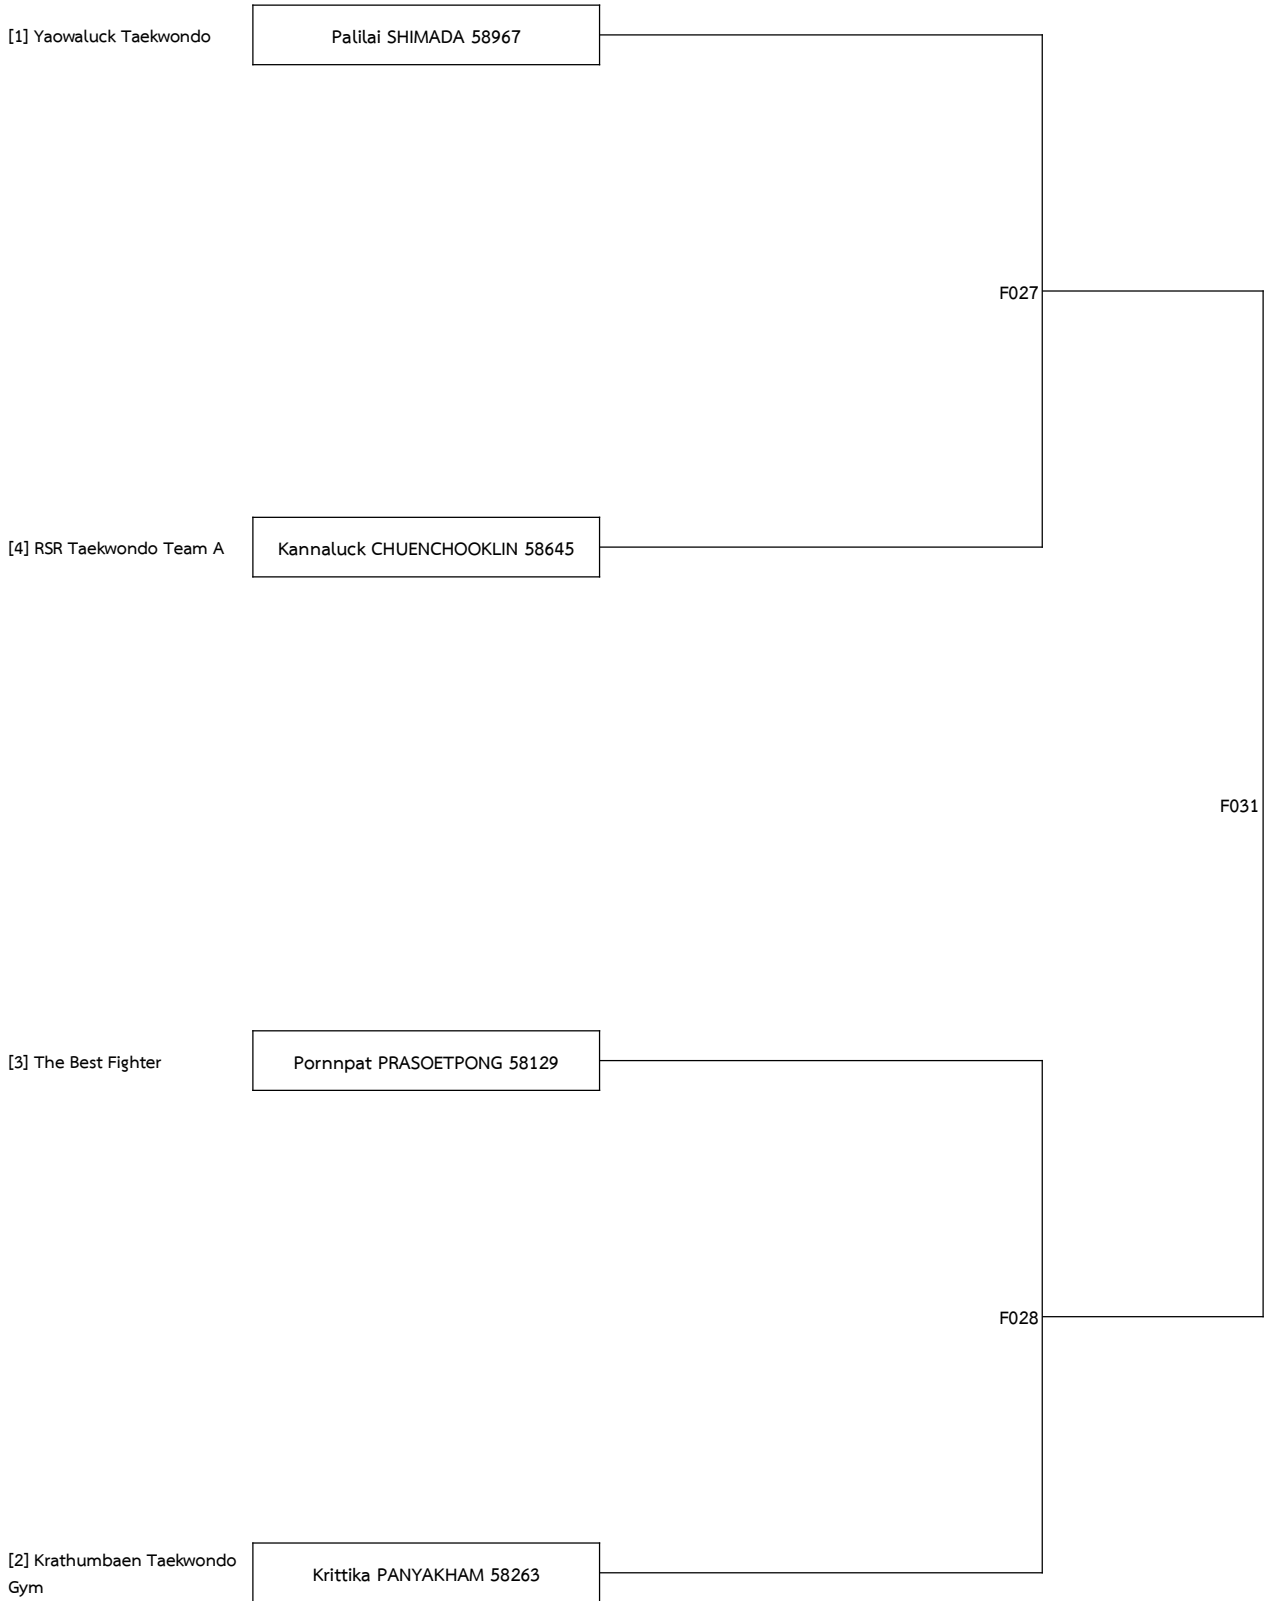 [1] Yaowaluck Taekwondo
Palilai SHIMADA 58967
F027
[4] RSR Taekwondo Team A
Kannaluck CHUENCHOOKLIN 58645
F031
[3] The Best Fighter
Pornnpat PRASOETPONG 58129
F028
[2] Krathumbaen Taekwondo
Gym
Krittika PANYAKHAM 58263